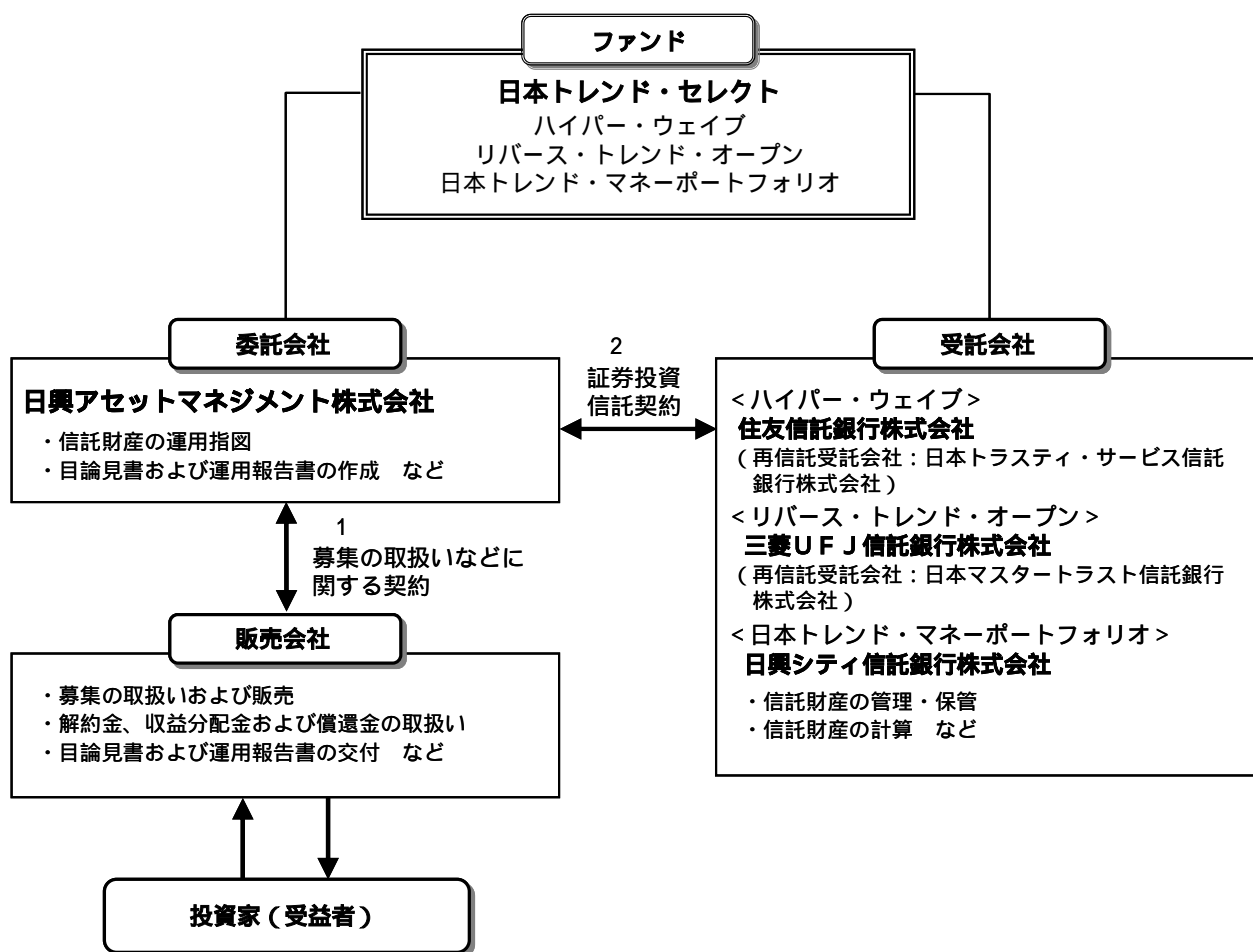 ファンド
日本トレンド・セレクト
ハイパー・ウェイブ
リバース・トレンド・オープン
日本トレンド・マネーポートフォリオ
委託会社
日興アセットマネジメント株式会社
・信託財産の運用指図
・目論見書および運用報告書の作成　など
2
証券投資
信託契約
受託会社
＜ハイパー・ウェイブ＞
住友信託銀行株式会社
（再信託受託会社：日本トラスティ・サービス信託
銀行株式会社）
＜リバース・トレンド・オープン＞
三菱ＵＦＪ信託銀行株式会社
（再信託受託会社：日本マスタートラスト信託銀行
株式会社）
＜日本トレンド・マネーポートフォリオ＞
日興シティ信託銀行株式会社
・信託財産の管理・保管
・信託財産の計算　など
1
募集の取扱いなどに
関する契約
販売会社
・募集の取扱いおよび販売
・解約金、収益分配金および償還金の取扱い
・目論見書および運用報告書の交付　など
投資家（受益者）